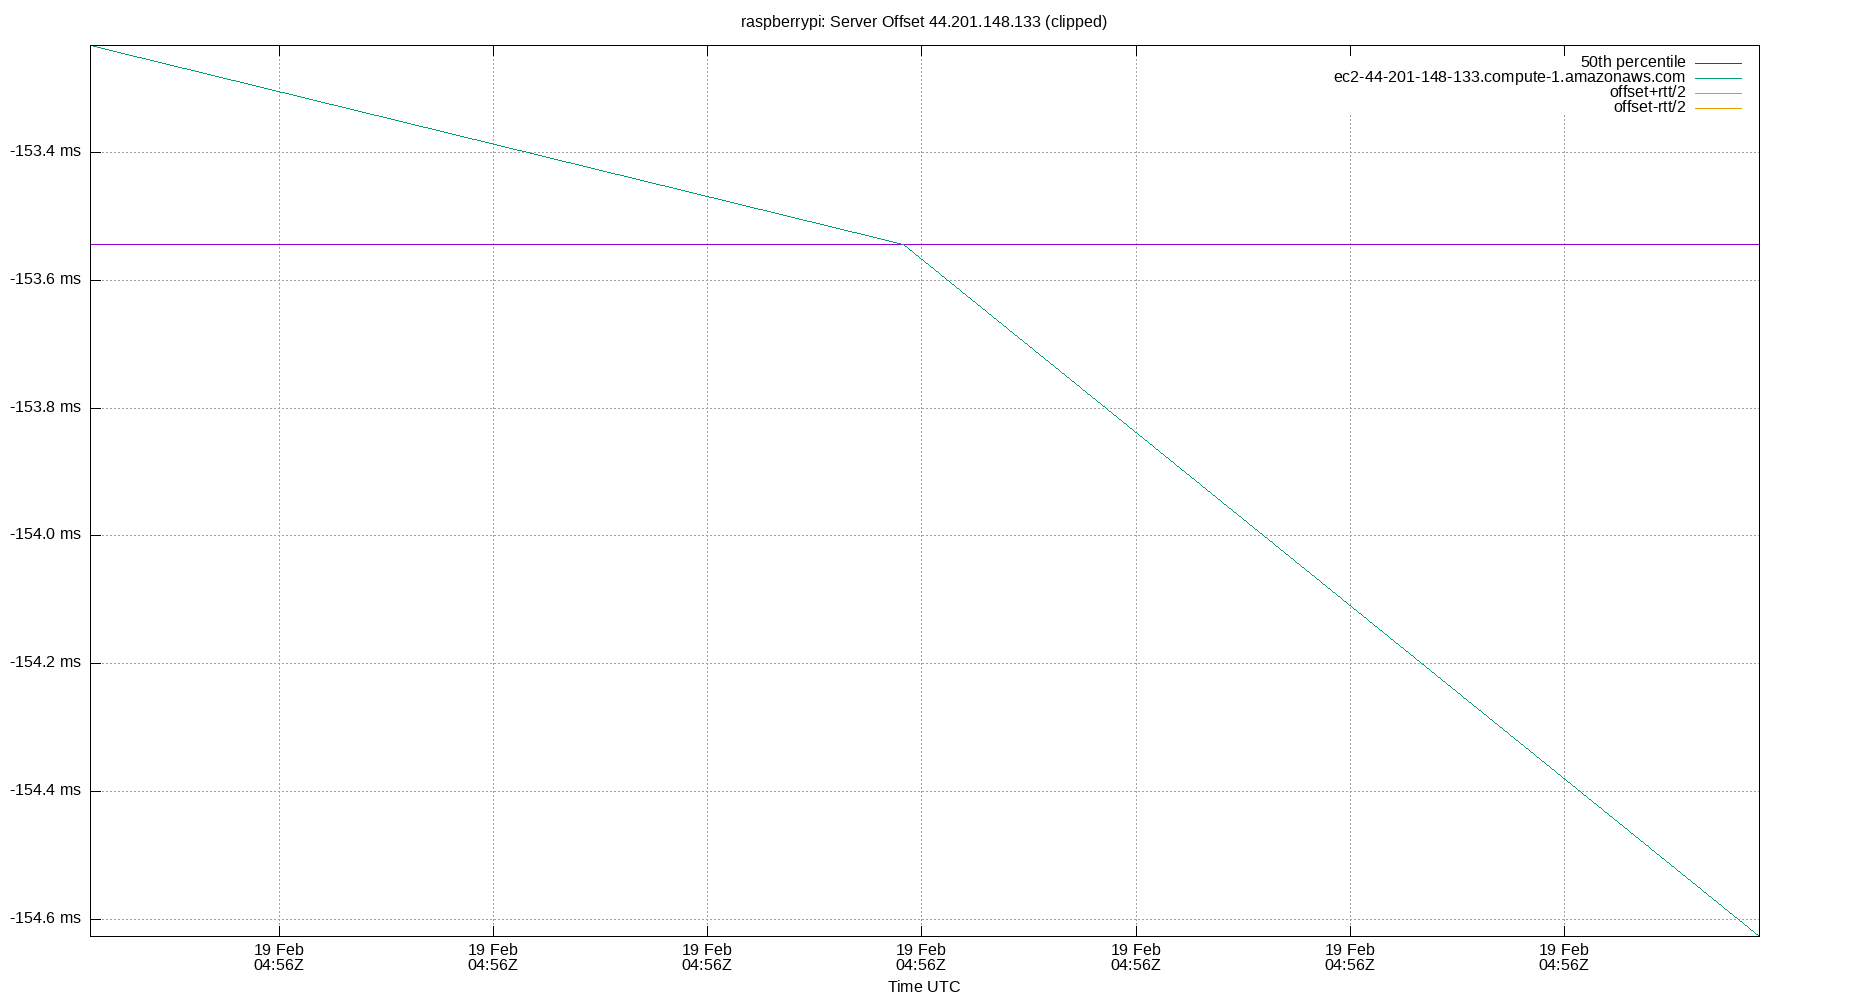 raspberrypi: Server Offset 44.201.148.133 (clipped)
50th percentile
ec2-44-201-148-133.compute-1.amazonaws.com
offset+rtt/2
offset-rtt/2
-153.4 ms
-153.6 ms
-153.8 ms
-154.0 ms
-154.2 ms
-154.4 ms
-154.6 ms
19 Feb 19 Feb 19 Feb 19 Feb 19 Feb 19 Feb 19 Feb
04:56Z 04:56Z 04:56Z 04:56Z 04:56Z 04:56Z 04:56Z
Time UTC